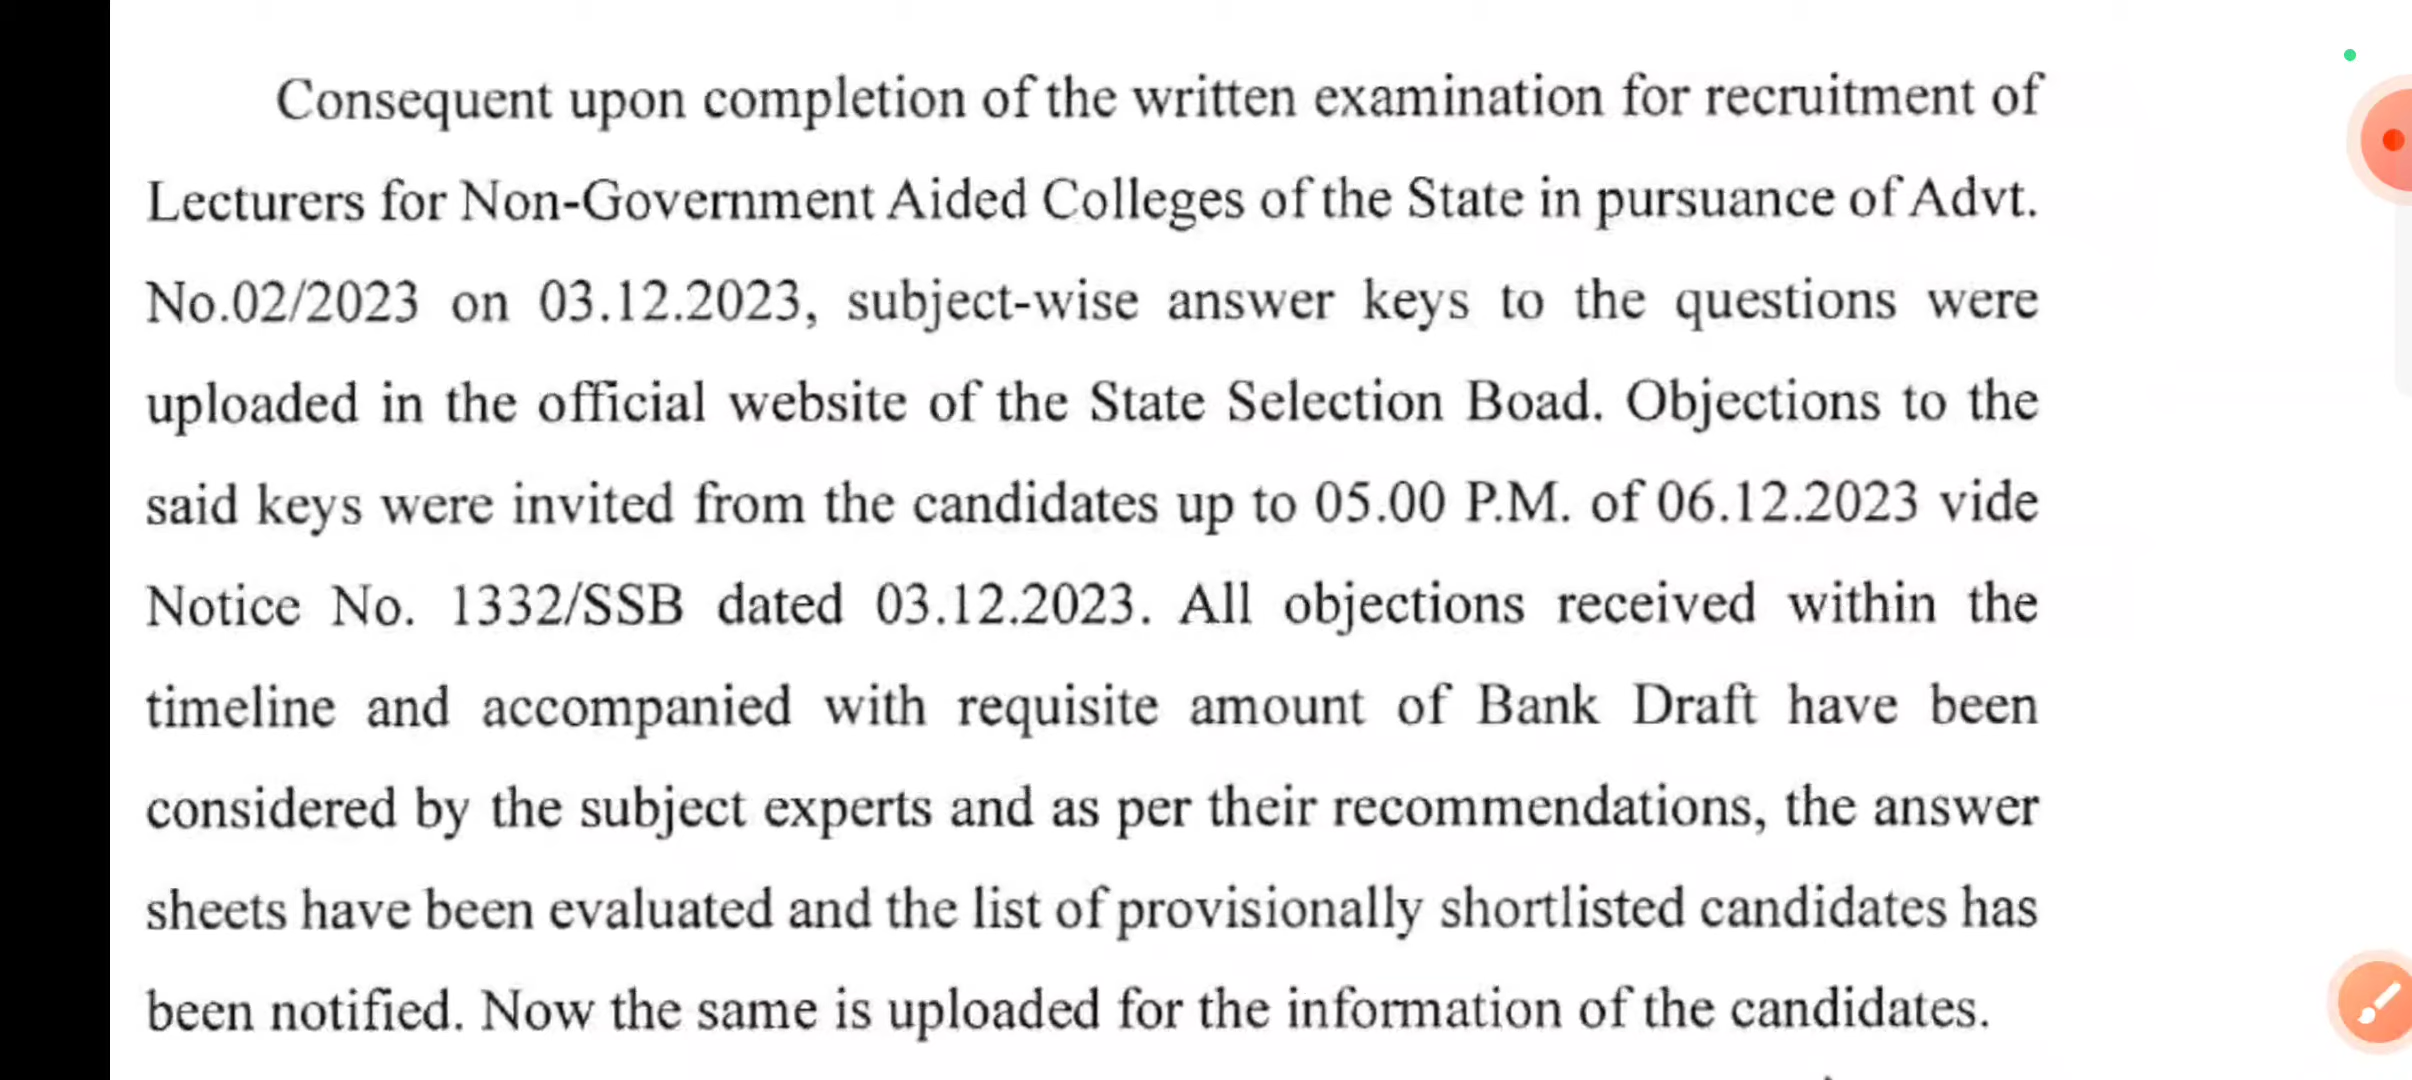 Consequent upon completion of the written examination for recruitment of
Lecturers for Non-Government Aided Colleges of the State in pursuance of Advt.
No.02/2023 on 03.12.2023, subject-wise answer keys to the questions were
uploaded in the official website of the State Selection Boad. Objections to the
said keys were invited from the candidates up to 05.00 P.M. of 06.12.2023 vide
Notice No. 1332/SSB dated 03.12.2023. All objections received within the
timeline and accompanied with requisite amount of Bank Draft have been
considered by the subject experts and as per their recommendations, the answer
sheets have been evaluated and the list of provisionally shortlisted candidates has
been notified. Now the same is uploaded for the information of the candidates.